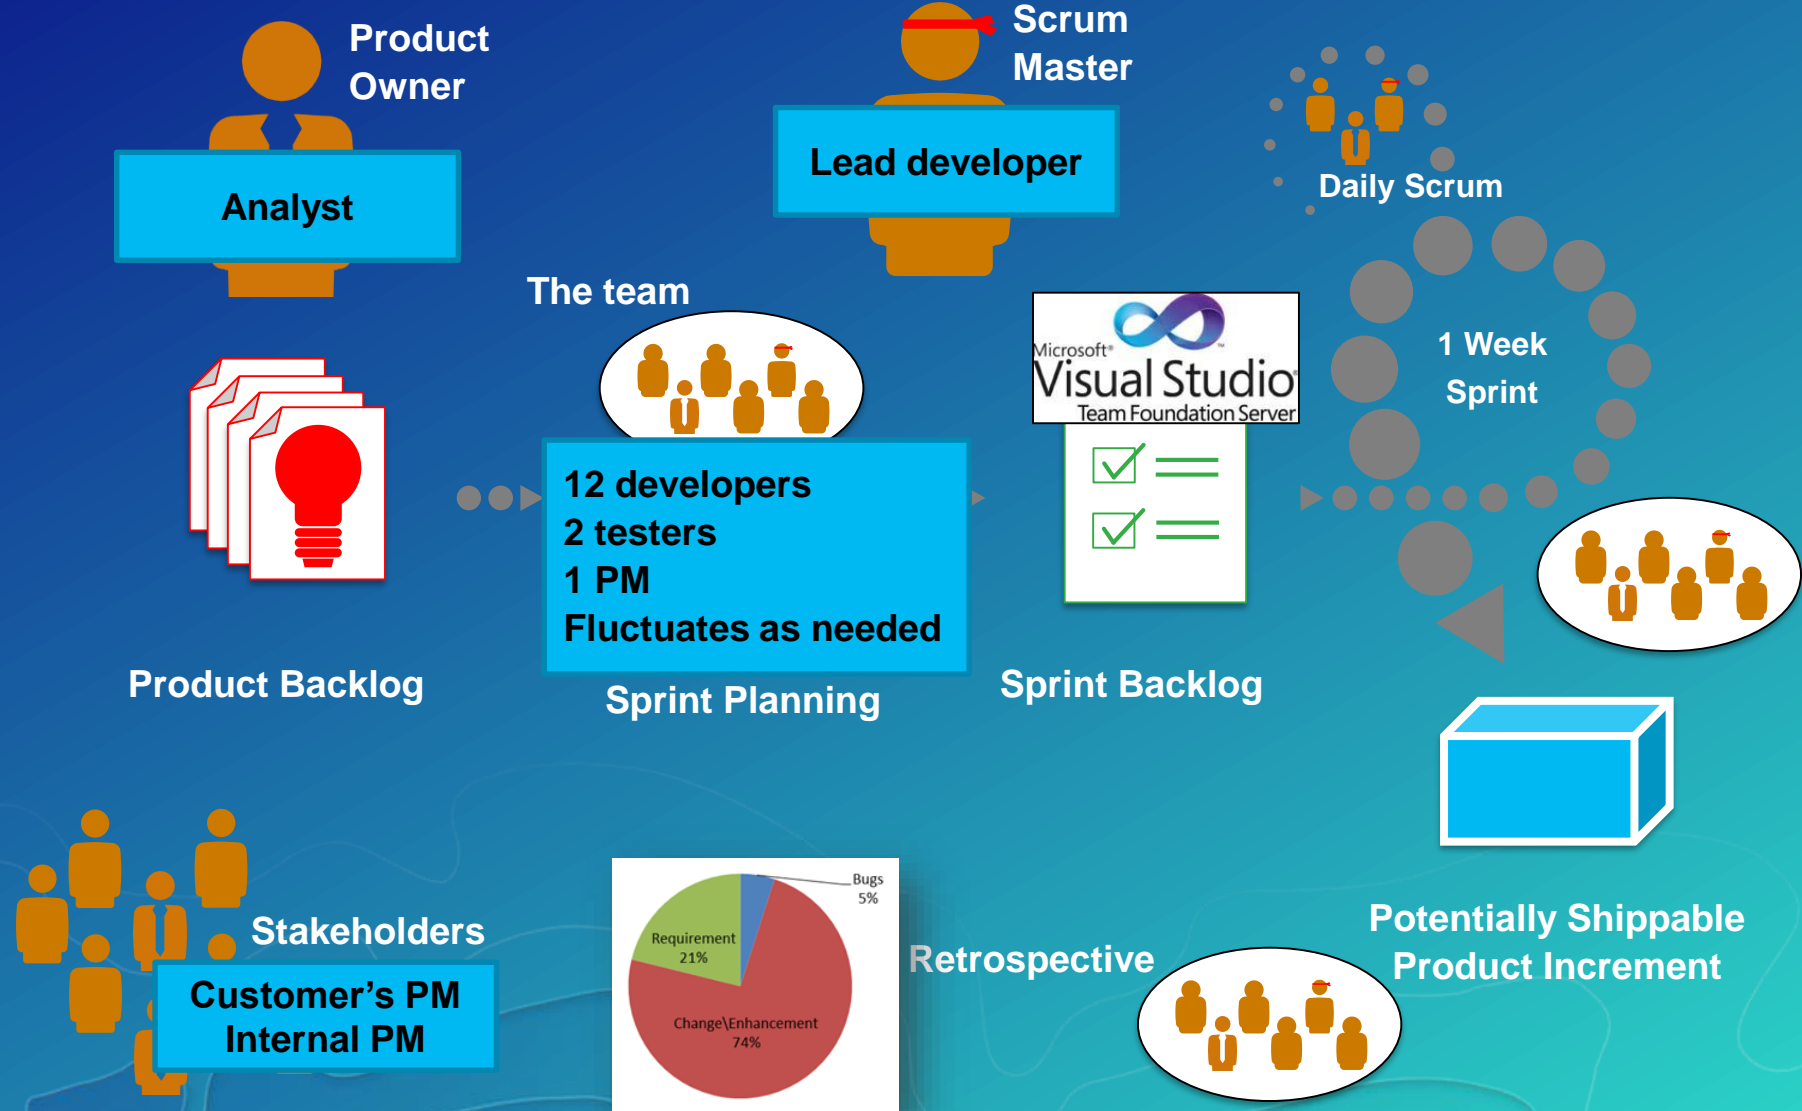 Product
Owner
Analyst
Scrum
Master
Lead developer
Daily Scrum
The team
12 developers
2 testers
1 PM
Fluctuates as needed
Microsoft®
Visual Studio®
Team Foundation Server
1 Week
Sprint
Product Backlog
Sprint Planning
Sprint Backlog
Stakeholders
Customer’s PM
Internal PM
Bugs
5%
Requirement
21%
Change\Enhancement
74%
Retrospective
Potentially Shippable
Product Increment